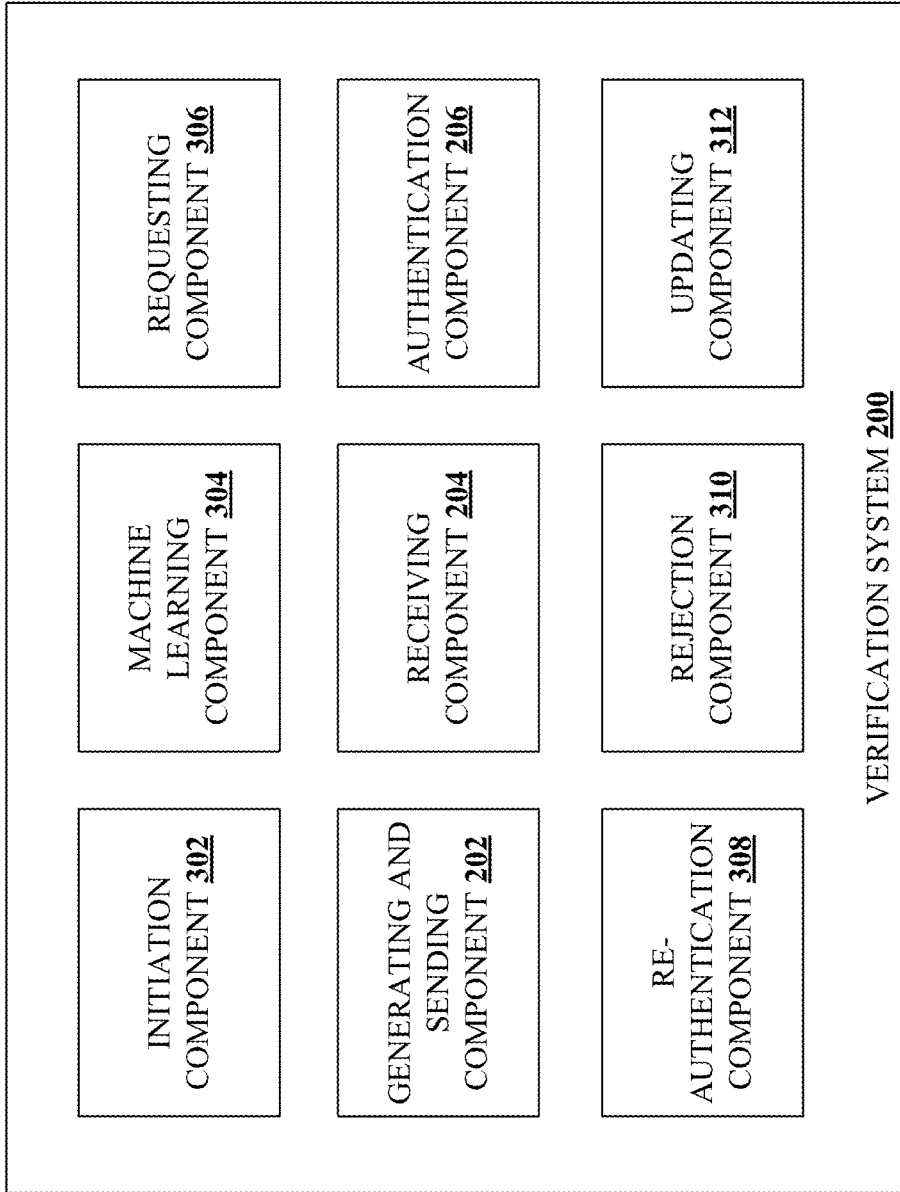 INITIATION
COMPONENT 302
MACHINE
LEARNING
COMPONENT 304
REQUESTING
COMPONENT 306
GENERATING AND
SENDING
COMPONENT 202
RECEIVING
COMPONENT 204
AUTHENTICATION
COMPONENT 206
RE-
AUTHENTICATION
COMPONENT 308
REJECTION
COMPONENT 310
UPDATING
COMPONENT 312
VERIFICATION SYSTEM 200